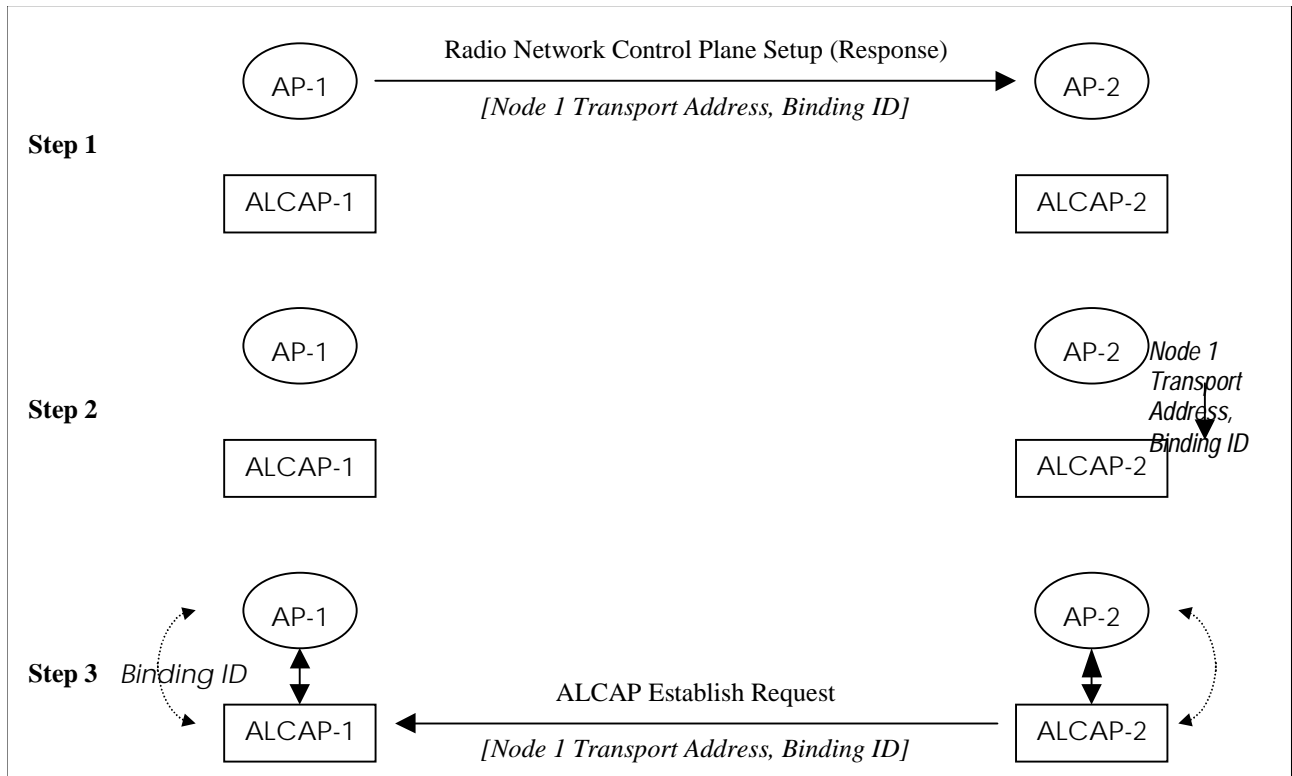 Radio Network Control Plane Setup (Response)
AP-1
AP-2
[Node 1 Transport Address, Binding ID]
Step 1
ALCAP-1
ALCAP-2
AP-1
AP-2
Node 1
Transport
Address,
Binding ID
Step 2
ALCAP-1
ALCAP-2
AP-1
AP-2
Step 3
Binding ID
ALCAP Establish Request
ALCAP-1
ALCAP-2
[Node 1 Transport Address, Binding ID]